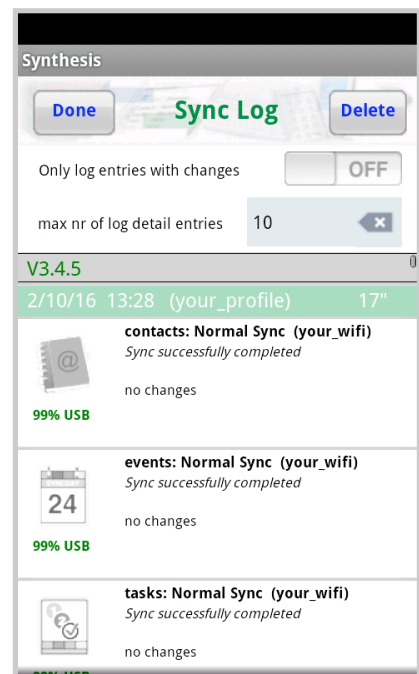 Synthesis
Done Sync Log Delete
Only log entries with changes OFF
max nr of log detail entries 10
V3.4.5
2/10/16 13:28 (your_profile) 17"
contacts: Normal Sync (your_wifi)
Sync successfully completed
no changes
99% USB
events: Normal Sync (your_wifi)
Sync successfully completed
24
no changes
99% USB
tasks: Normal Sync (your_wifi)
Sync successfully completed
no changes
99% USB